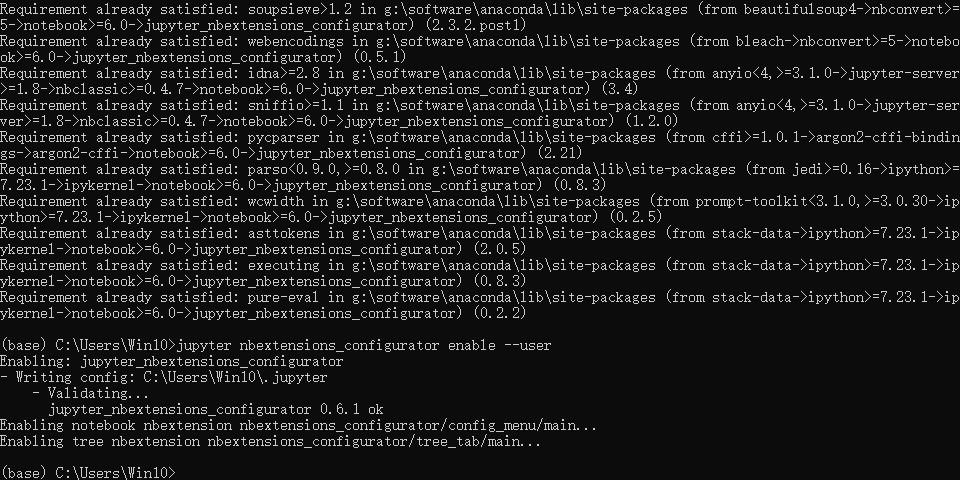 Requirement already satisfied: soupsieve>1.2 in g:\software\anaconda\lib\site-packages (from beautifulsoup4->nbconvert>=
5->notebook>=6.0->jupyter_nbextensions_configurator) (2.3.2.post1)
Requirement already satisfied: webencodings in g:\software\anaconda\lib\site-packages (from bleach->nbconvert>=5->notebo
ok>=6.0->jupyter_nbextensions_configurator) (0.5.1)
Requirement already satisfied: idna>=2.8 in g:\software\anaconda\lib\site-packages (from anyio<4,>=3.1.0->jupyter-server
>=1.8->nbclassic>=0.4.7->notebook>=6.0->jupyter_nbextensions_configurator) (3.4)
Requirement already satisfied: sniffio>=1.1 in g:\software\anaconda\lib\site-packages (from anyio<4,>=3.1.0->jupyter-ser
ver>=1.8->nbclassic>=0.4.7->notebook>=6.0->jupyter_nbextensions_configurator) (1.2.0)
Requirement already satisfied: pycparser in g:\software\anaconda\lib\site-packages (from cffi>=1.0.1->argon2-cffi-bindin
gs->argon2-cffi->notebook>=6.0->jupyter_nbextensions_configurator) (2.21)
Requirement already satisfied: parso<0.9.0,>=0.8.0 in g:\software\anaconda\lib\site-packages (from jedi>=0.16->ipython>=
7.23.1->ipykernel->notebook>=6.0->jupyter_nbextensions_configurator) (0.8.3)
Requirement already satisfied: wcwidth in g:\software\anaconda\lib\site-packages (from prompt-toolkit<3.1.0,>=3.0.30->ip
ython>=7.23.1->ipykernel->notebook>=6.0->jupyter_nbextensions_configurator) (0.2.5)
Requirement already satisfied: asttokens in g:\software\anaconda\lib\site-packages (from stack-data->ipython>=7.23.1->ip
ykernel->notebook>=6.0->jupyter_nbextensions_configurator) (2.0.5)
Requirement already satisfied: executing in g:\software\anaconda\lib\site-packages (from stack-data->ipython>=7.23.1->ip
ykernel->notebook>=6.0->jupyter_nbextensions_configurator) (0.8.3)
Requirement already satisfied: pure-eval in g:\software\anaconda\lib\site-packages (from stack-data->ipython>=7.23.1->ip
ykernel->notebook>=6.0->jupyter_nbextensions_configurator) (0.2.2)
(base) C:\Users\Win10>jupyter nbextensions_configurator enable --user
Enabling: jupyter_nbextensions_configurator
- Writing config: C:\Users\Win10\.jupyter
    - Validating...
      jupyter_nbextensions_configurator 0.6.1 ok
Enabling notebook nbextension nbextensions_configurator/config_menu/main...
Enabling tree nbextension nbextensions_configurator/tree_tab/main...
(base) C:\Users\Win10>